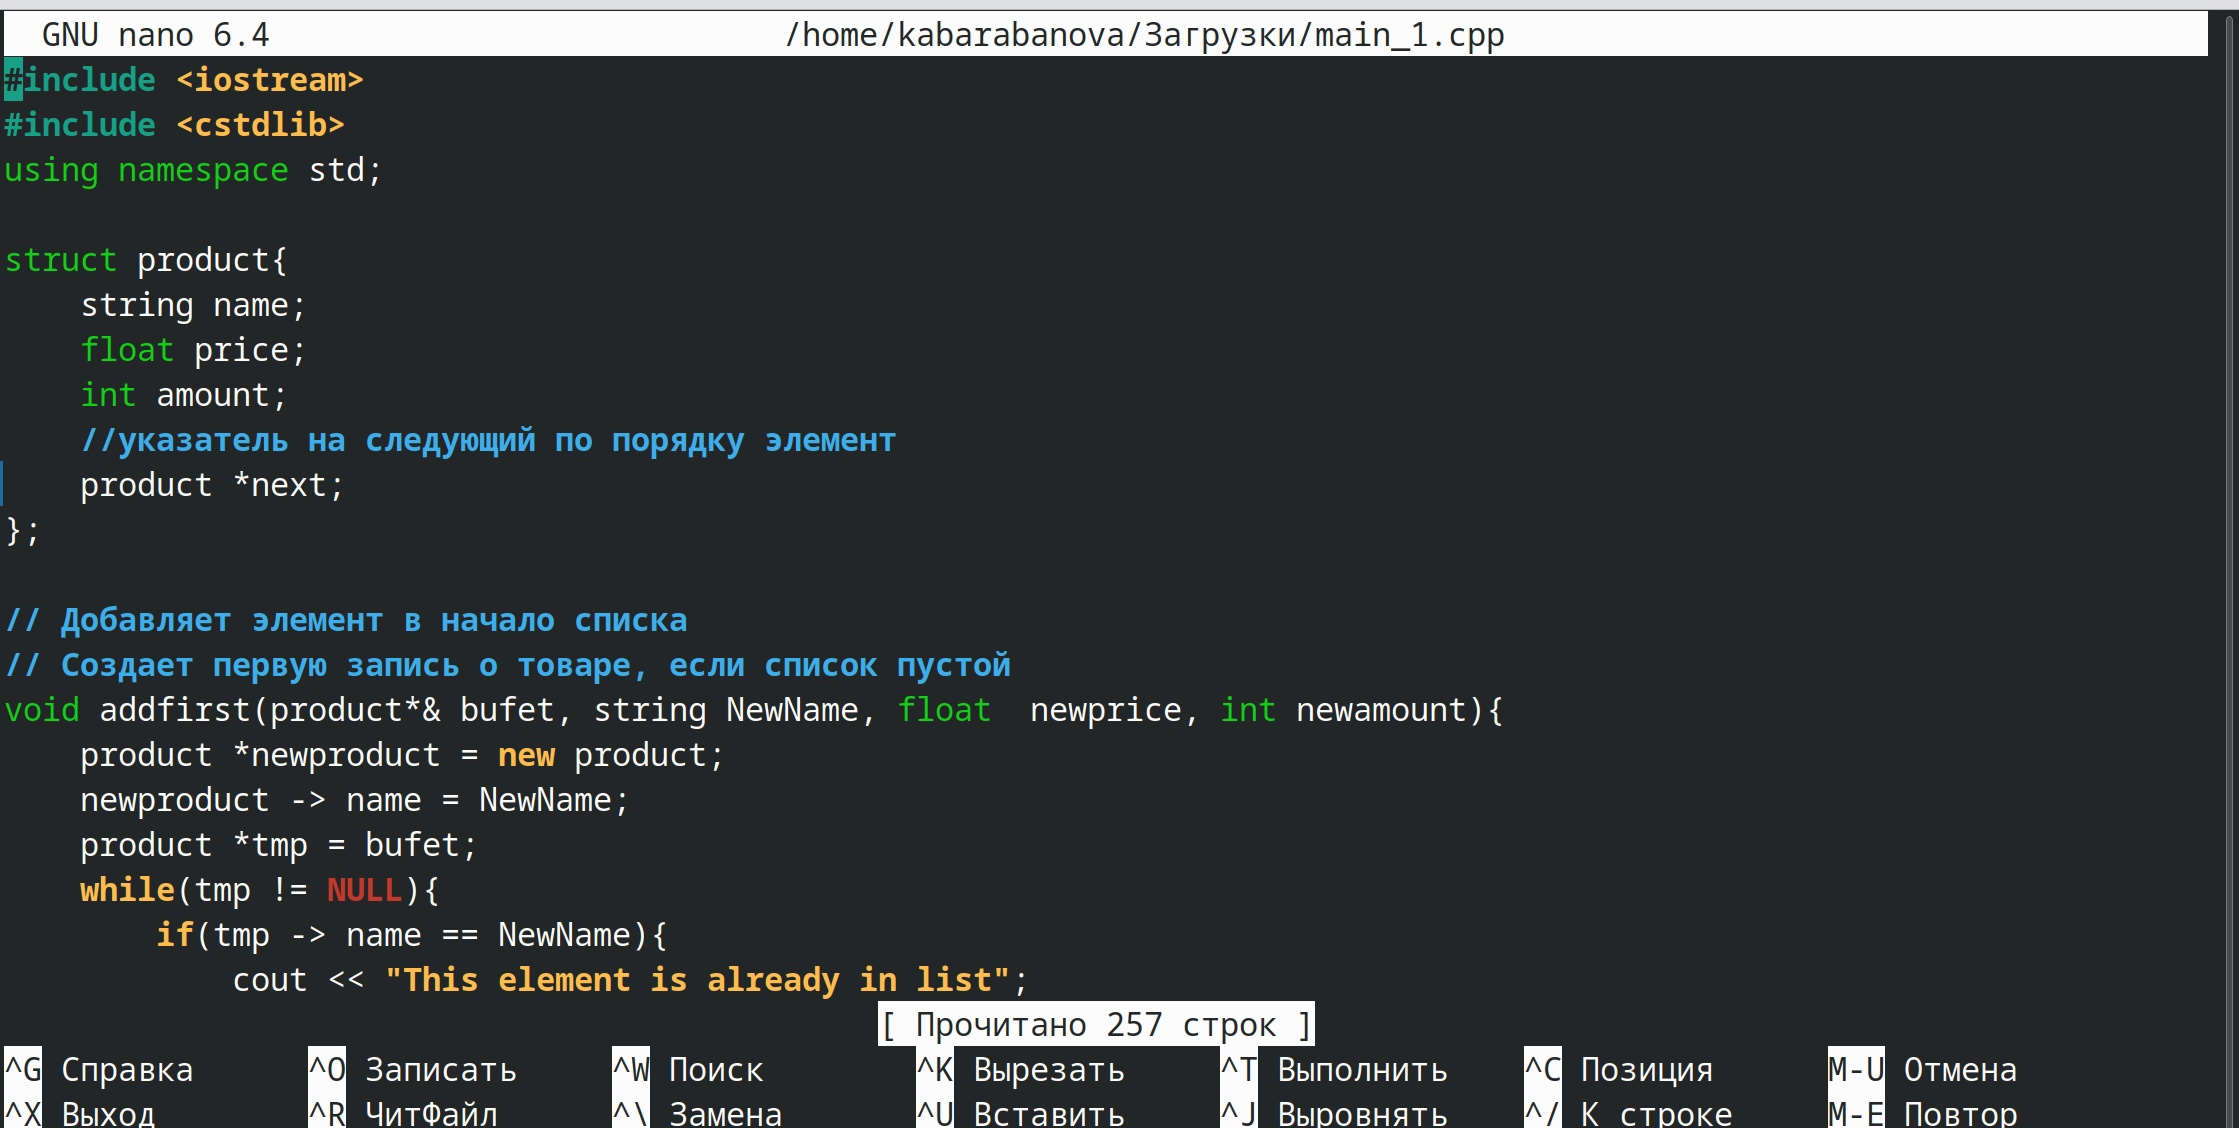 GNU nano 6.4 /home/kabarabanova/Загрузки/main_1.cpp
#include <iostream>
#include <cstdlib>
using namespace std;
struct product{
string name;
float price;
int amount;
//указатель на следующий по порядку элемент
product *next;
};
// Добавляет элемент в начало списка
// Создает первую запись о товаре, если список пустой
void addfirst(product*& bufet, string NewName, float  newprice, int newamount){
product *newproduct = new product;
newproduct -> name = NewName;
product *tmp = bufet;
while(tmp != NULL){
if(tmp -> name == NewName){
cout << "This element is already in list";
[ Прочитано 257 строк ]
^G Справка ^O Записать ^W Поиск ^K Вырезать ^T Выполнить ^C Позиция M-U Отмена
^X Выход ^R ЧитФайл ^\ Замена ^U Вставить ^J Выровнять ^/ К строке M-E Повтор